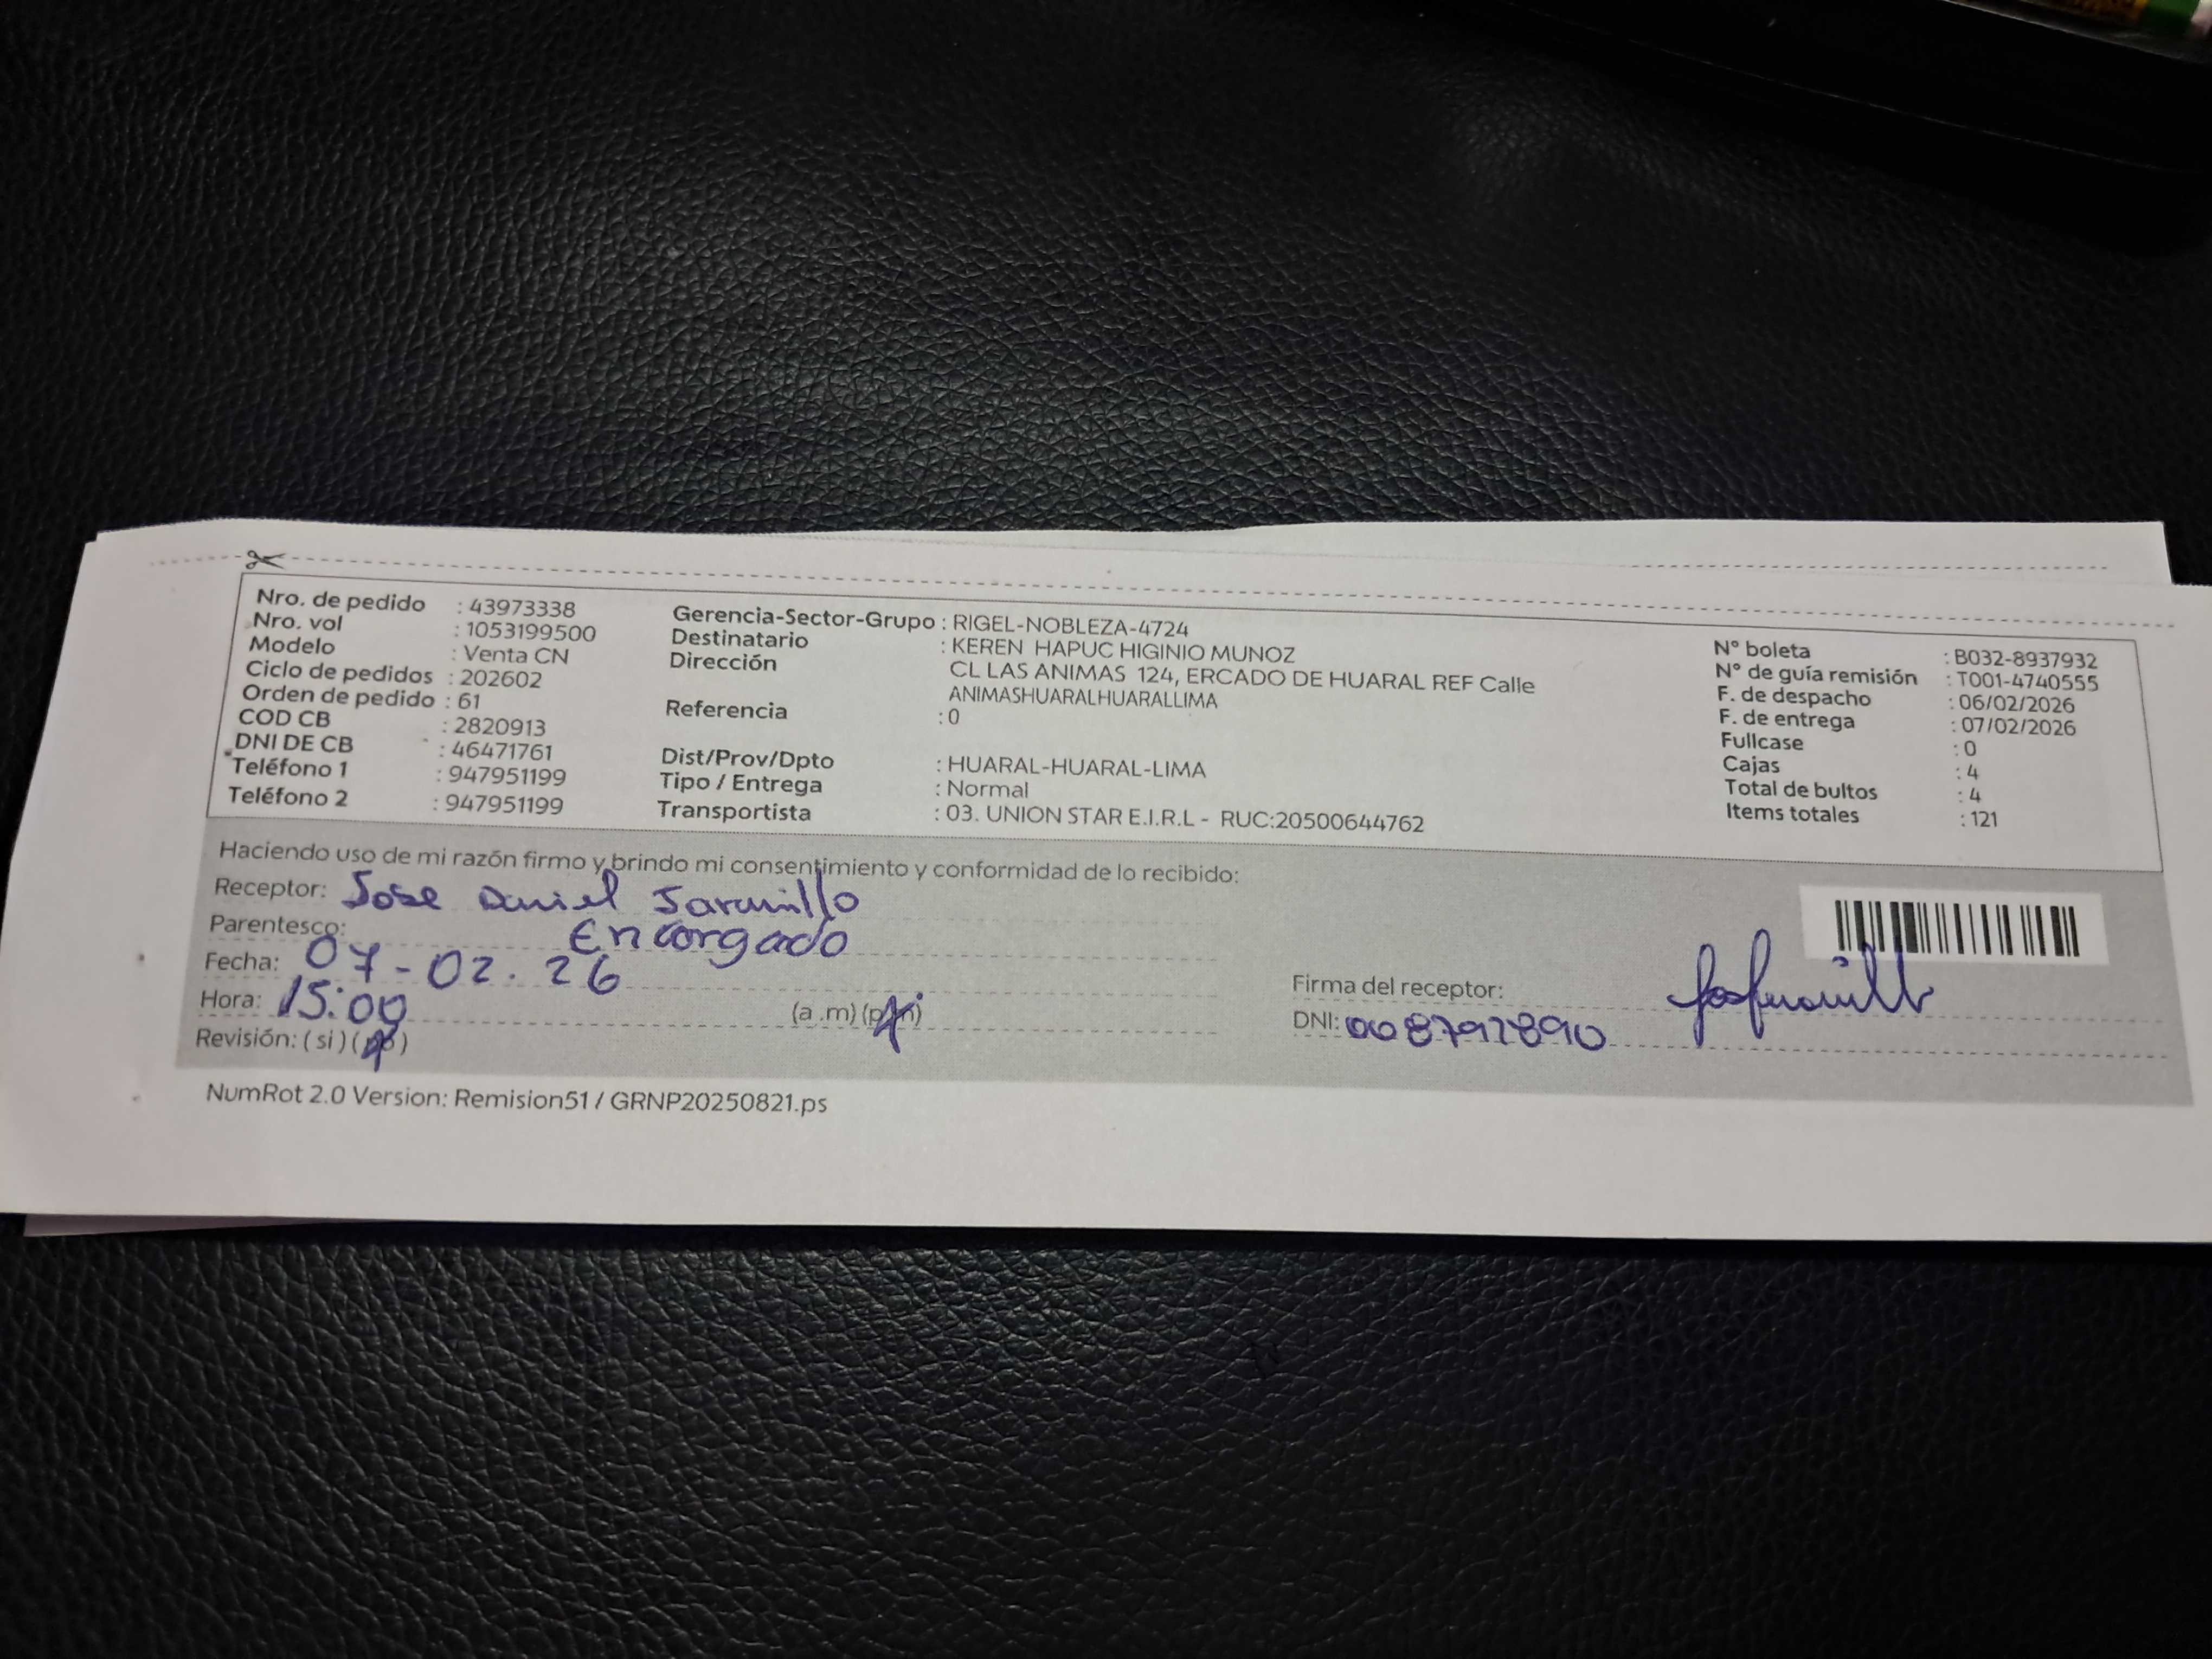 Nro. de pedido : 43973338
Nro. vol : 1053199500
Modelo : Venta CN
Ciclo de pedidos : 202602
Orden de pedido : 61
COD CB : 2820913
DNI DE CB : 46471761
Teléfono 1 : 947951199
Teléfono 2 : 947951199
Gerencia-Sector-Grupo : RIGEL-NOBLEZA-4724
Destinatario : KEREN HAPUC HIGINIO MUNOZ
Dirección CL LAS ANIMAS 124, ERCADO DE HUARAL REF Calle
ANIMASHUARALHUARALLIMA
Referencia : 0
Dist/Prov/Dpto : HUARAL-HUARAL-LIMA
Tipo / Entrega : Normal
Transportista : 03. UNION STAR E.I.R.L - RUC:20500644762
N° boleta : B032-8937932
N° de guía remisión : T001-4740555
F. de despacho : 06/02/2026
F. de entrega : 07/02/2026
Fullcase : 0
Cajas : 4
Total de bultos : 4
Items totales : 121
Haciendo uso de mi razón firmo y brindo mi consentimiento y conformidad de lo recibido:
Receptor: Jose Daniel Jaramillo
Parentesco: Encargado
Fecha: 07-02.26
Hora: 15:00 (a .m) (p.m)
Revisión: ( si ) ( no )
Firma del receptor:
DNI:
NumRot 2.0 Version: Remision51 / GRNP20250821.ps